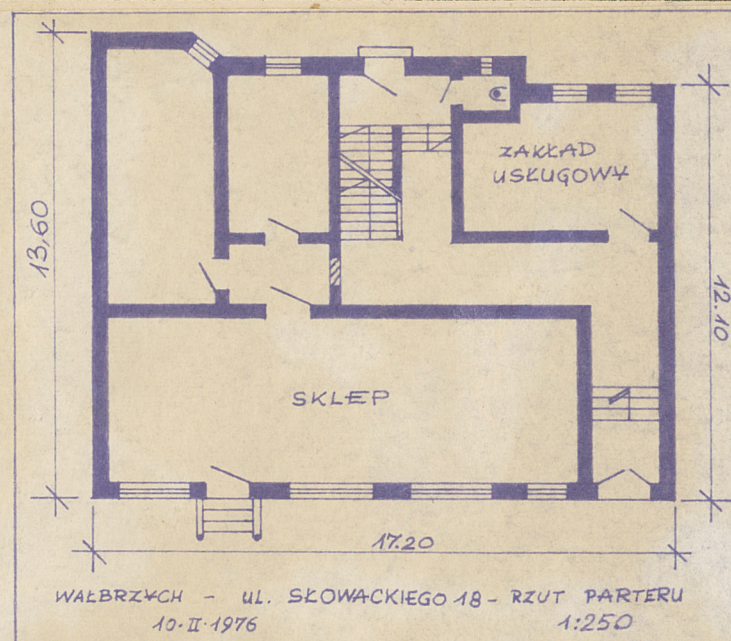 ZAKŁAD
USŁUGOWY
13,60
12.10
SKLEP
17.20
WAŁBRZYCH - UL. SŁOWACKIEGO 18 - RZUT PARTERU
10·II·1976 1:250